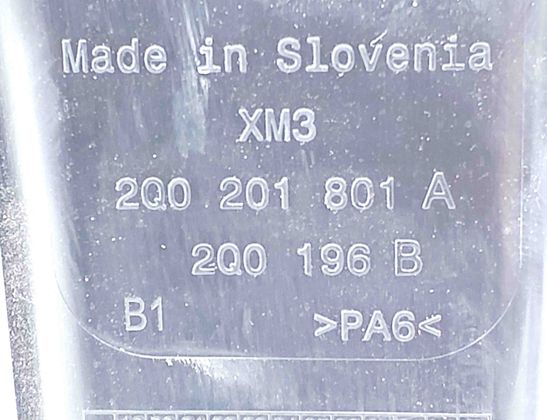 Made in Slovenia
XM3
2Q0 201 801 A
2Q0 196 B
B1 >PA6<